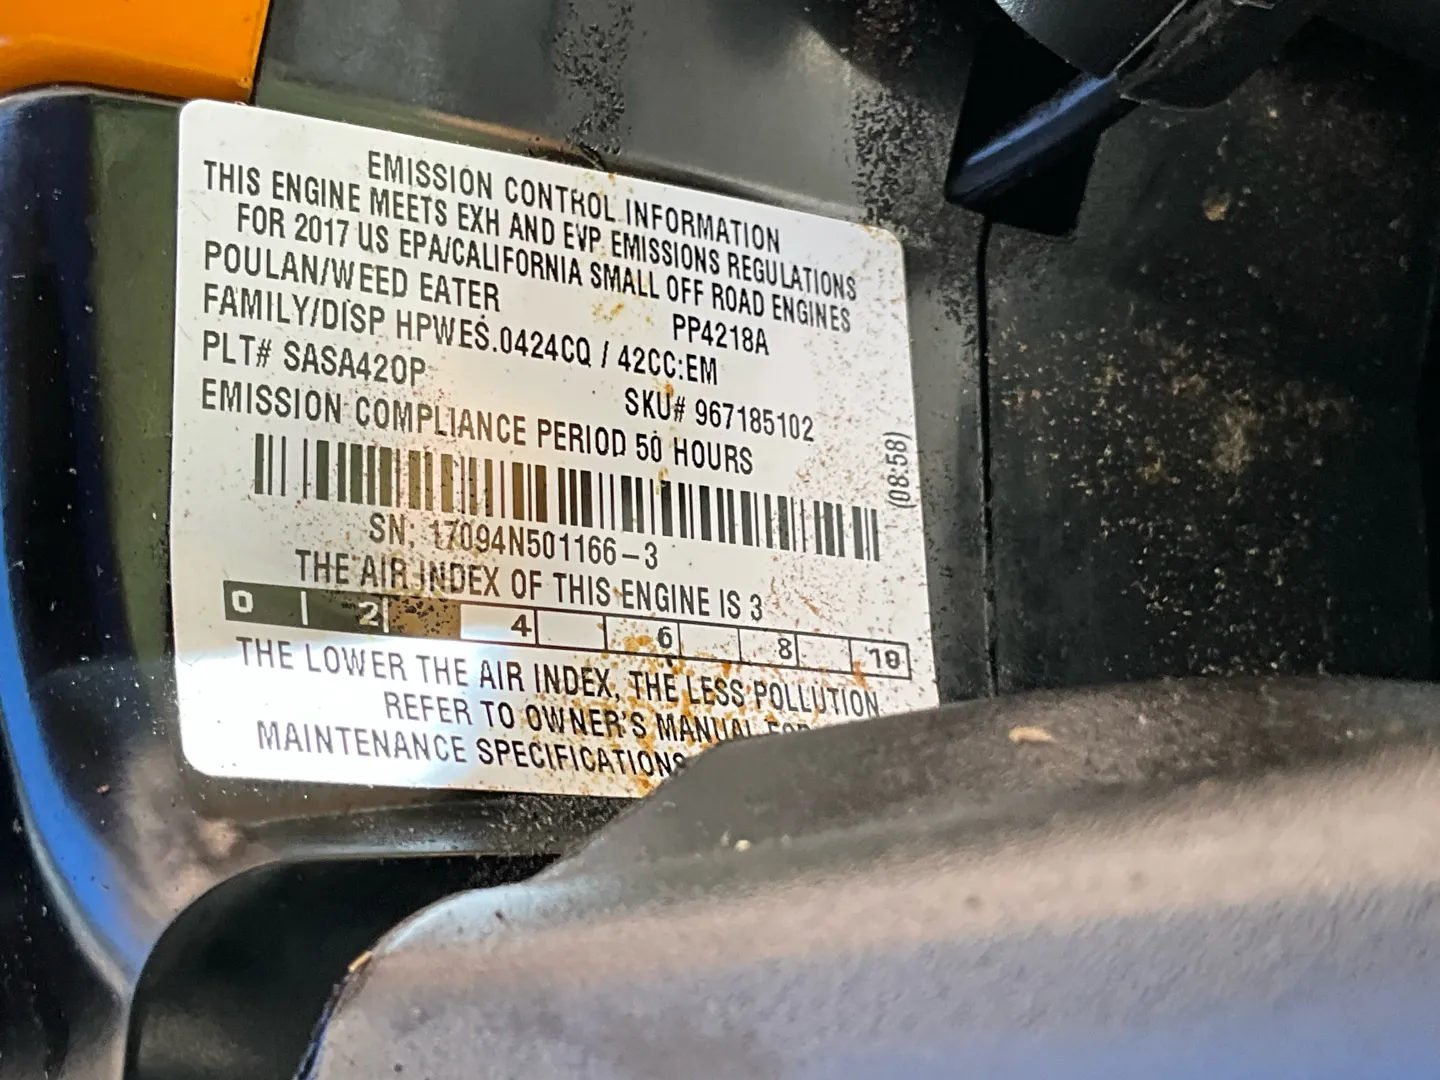 EMISSION CONTROL INFORMATION
THIS ENGINE MEETS EXH AND EVP EMISSIONS REGULATIONS
FOR 2017 US EPA/CALIFORNIA SMALL OFF ROAD ENGINES
POULAN/WEED EATER PP4218A
FAMILY/DISP HPWES.0424CQ / 42CC:EM
PLT# SASA420P SKU# 967185102
EMISSION COMPLIANCE PERIOD 50 HOURS
(08:58)
SN, 17094N501166-3
THE AIR INDEX OF THIS ENGINE IS 3
0 2 4 6 8 10
THE LOWER THE AIR INDEX, THE LESS POLLUTION
REFER TO OWNER'S MANUAL FOR
MAINTENANCE SPECIFICATIONS